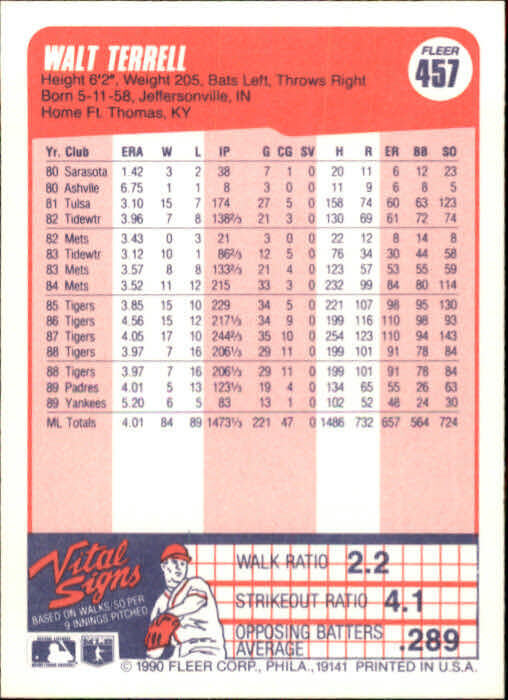 WALT TERRELL
FLEER
457
Height 6'2", Weight 205, Bats Left, Throws Right
Born 5-11-58, Jeffersonville, IN
Home Ft. Thomas, KY
Yr. Club ERA W L IP G CG SV H R ER BB SO
80 Sarasota 1.42 3 2 38 7 1 0 20 11 6 12 23
80 Ashvlle 6.75 1 1 8 3 0 0 11 9 6 8 5
81 Tulsa 3.10 15 7 174 27 5 0 158 74 60 63 123
82 Tidewtr 3.96 7 8 138⅔ 21 3 0 130 69 61 72 74
82 Mets 3.43 0 3 21 3 0 0 22 12 8 14 8
83 Tidewtr 3.12 10 1 86⅔ 12 5 0 76 34 30 44 58
83 Mets 3.57 8 8 133⅔ 21 4 0 123 57 53 55 59
84 Mets 3.52 11 12 215 33 3 0 232 99 84 80 114
85 Tigers 3.85 15 10 229 34 5 0 221 107 98 95 130
86 Tigers 4.56 15 12 217⅓ 34 9 0 199 116 110 98 93
87 Tigers 4.05 17 10 244⅔ 35 10 0 254 123 110 94 143
88 Tigers 3.97 7 16 206⅓ 29 11 0 199 101 91 78 84
88 Tigers 3.97 7 16 206⅓ 29 11 0 199 101 91 78 84
89 Padres 4.01 5 13 123⅓ 19 4 0 134 65 55 26 63
89 Yankees 5.20 6 5 83 13 1 0 102 52 48 24 30
ML Totals 4.01 84 89 1473⅓ 221 47 0 1486 732 657 564 724
Vital
Signs
BASED ON WALKS/SO PER
9 INNINGS PITCHED
WALK RATIO 2.2
STRIKEOUT RATIO 4.1
OPPOSING BATTERS
AVERAGE .289
© 1990 FLEER CORP., PHILA., 19141 PRINTED IN U.S.A.